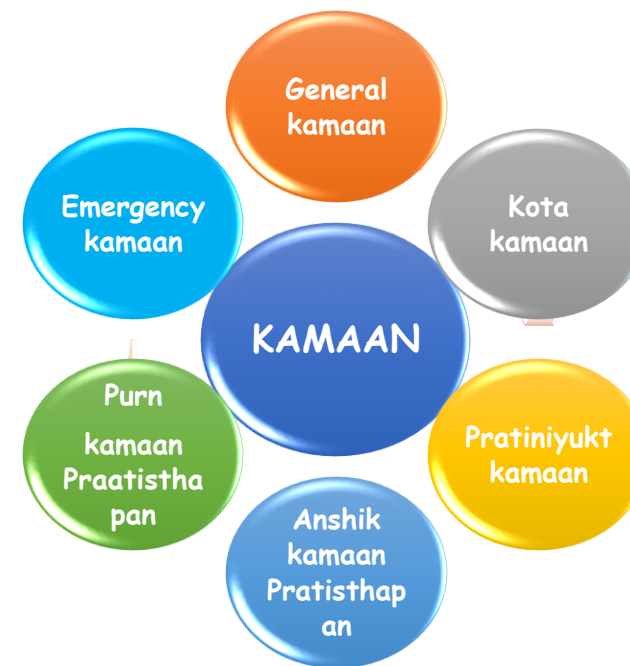 General
kamaan
Emergency
kamaan
Kota
kamaan
KAMAAN
Purn
kamaan
Praatistha
pan
Pratiniyukt
kamaan
Anshik
kamaan
Pratisthap
an